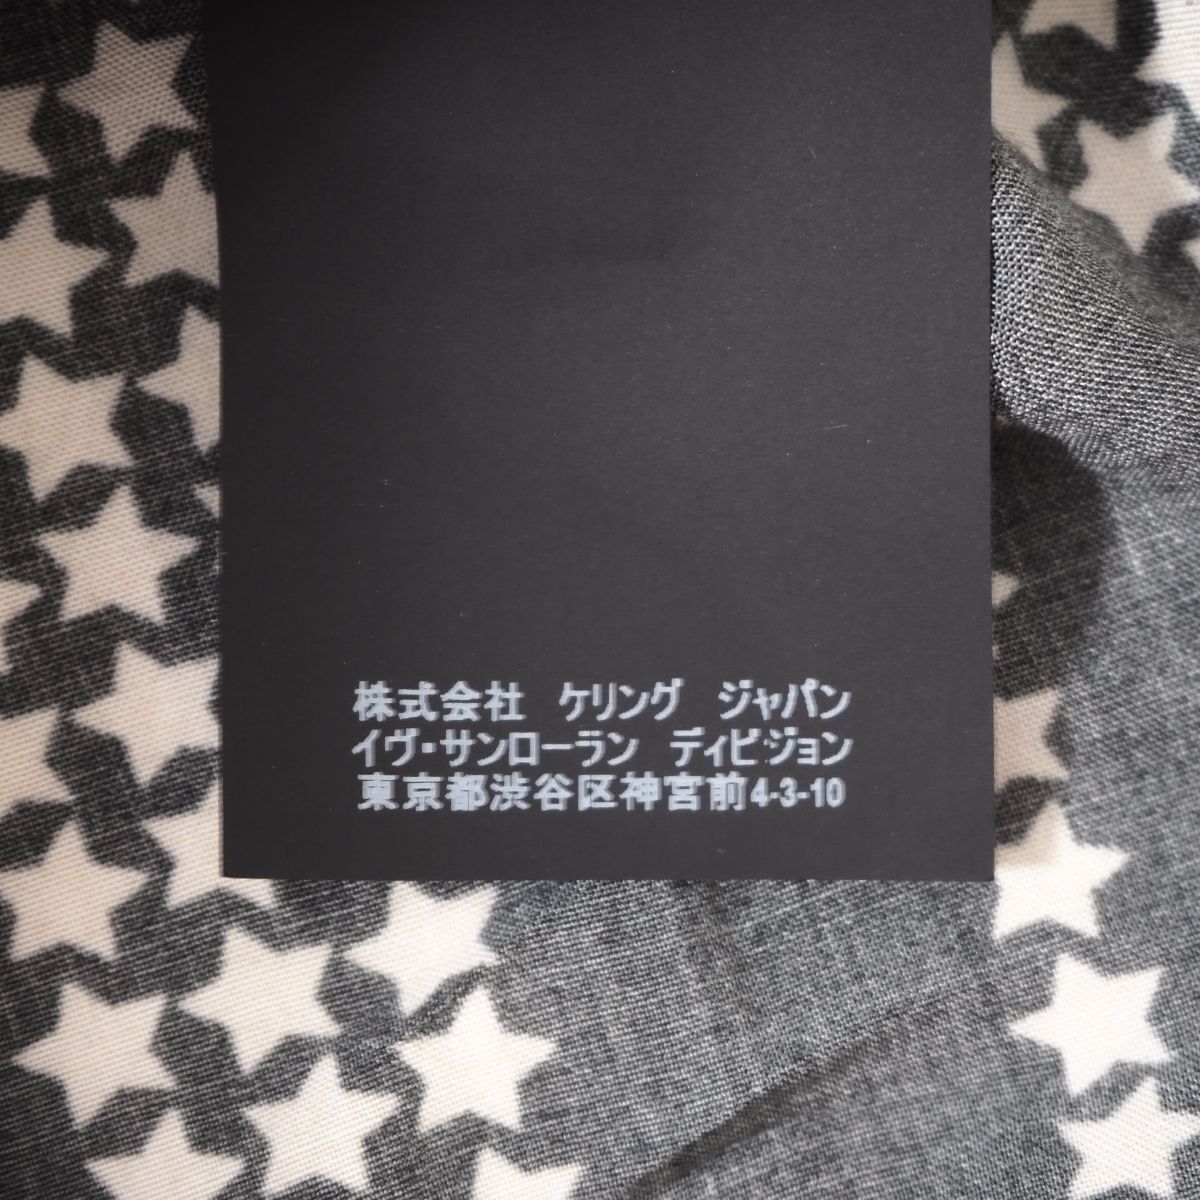 株式会社　ケリング　ジャパン
イヴ・サンローラン　ディビジョン
東京都渋谷区神宮前4-3-10